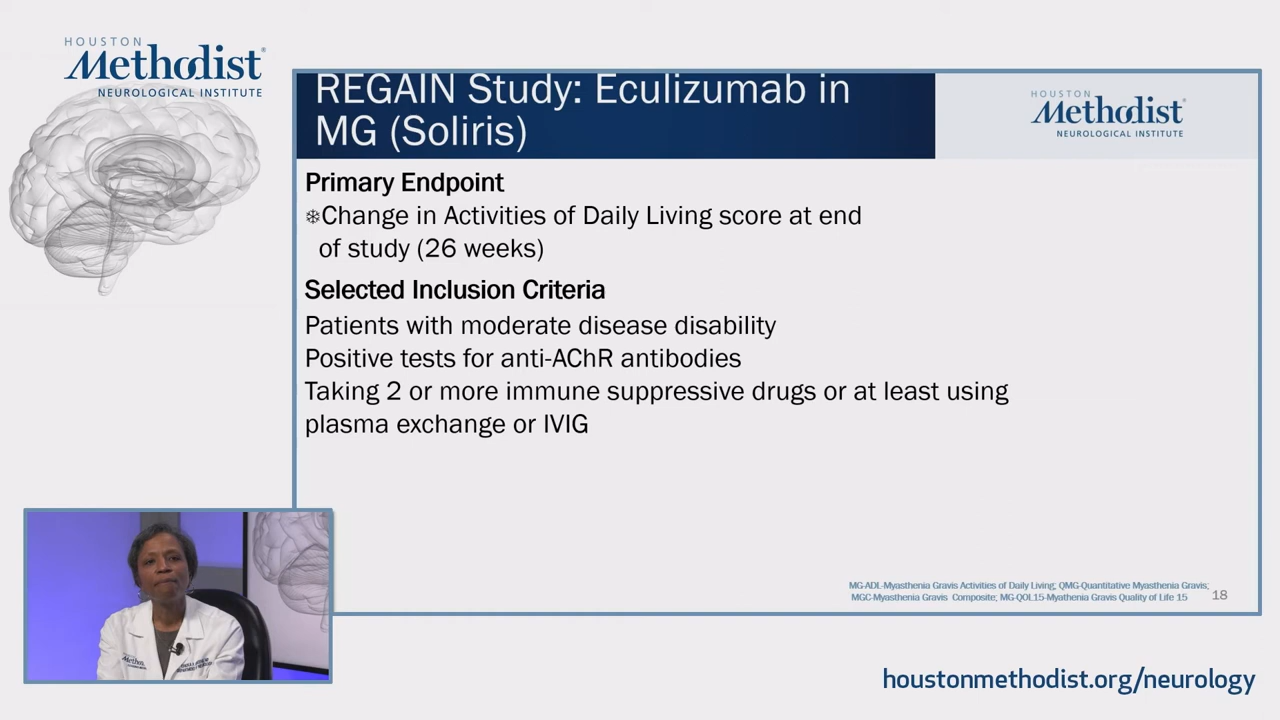 HOUSTON
Methodist
NEUROLOGICAL INSTITUTE
REGAIN Study: Eculizumab in
MG (Soliris)
HOUSTON
Methodist
NEUROLOGICAL INSTITUTE
Primary Endpoint
❄Change in Activities of Daily Living score at end
of study (26 weeks)
Selected Inclusion Criteria
Patients with moderate disease disability
Positive tests for anti-AChR antibodies
Taking 2 or more immune suppressive drugs or at least using
plasma exchange or IVIG
MG-ADL-Myasthenia Gravis Activities of Daily Living; QMG-Quantitative Myasthenia Gravis;
MGC-Myasthenia Gravis Composite; MG-QOL15-Myathenia Gravis Quality of Life 15
18
houstonmethodist.org/neurology